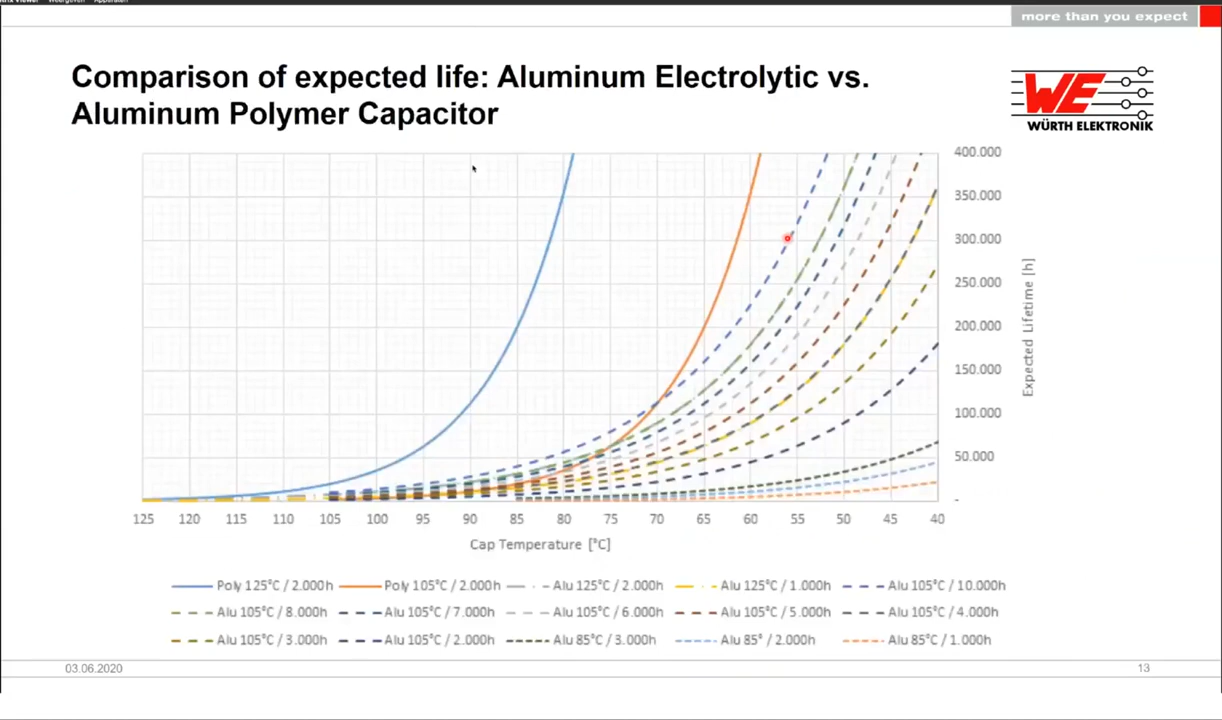 more than you expect
Comparison of expected life: Aluminum Electrolytic vs.
Aluminum Polymer Capacitor
WE
WÜRTH ELEKTRONIK
400.000
350.000
300.000
250.000
200.000
150.000
100.000
50.000
-
Expected Lifetime [h]
125 120 115 110 105 100 95 90 85 80 75 70 65 60 55 50 45 40
Cap Temperature [°C]
Poly 125°C / 2.000h Poly 105°C / 2.000h Alu 125°C / 2.000h Alu 125°C / 1.000h Alu 105°C / 10.000h
Alu 105°C / 8.000h Alu 105°C / 7.000h Alu 105°C / 6.000h Alu 105°C / 5.000h Alu 105°C / 4.000h
Alu 105°C / 3.000h Alu 105°C / 2.000h Alu 85°C / 3.000h Alu 85° / 2.000h Alu 85°C / 1.000h
03.06.2020 13